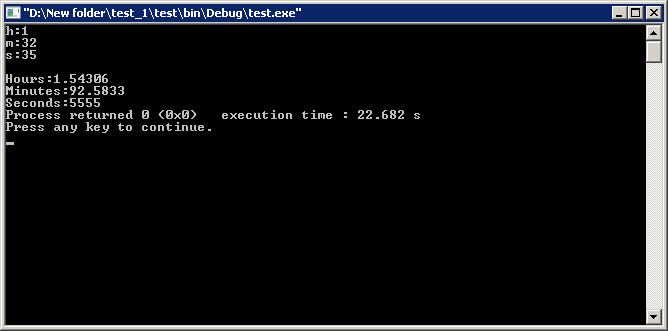 "D:\New folder\test_1\test\bin\Debug\test.exe"
h:1
m:32
s:35
Hours:1.54306
Minutes:92.5833
Seconds:5555
Process returned 0 (0x0)   execution time : 22.682 s
Press any key to continue.